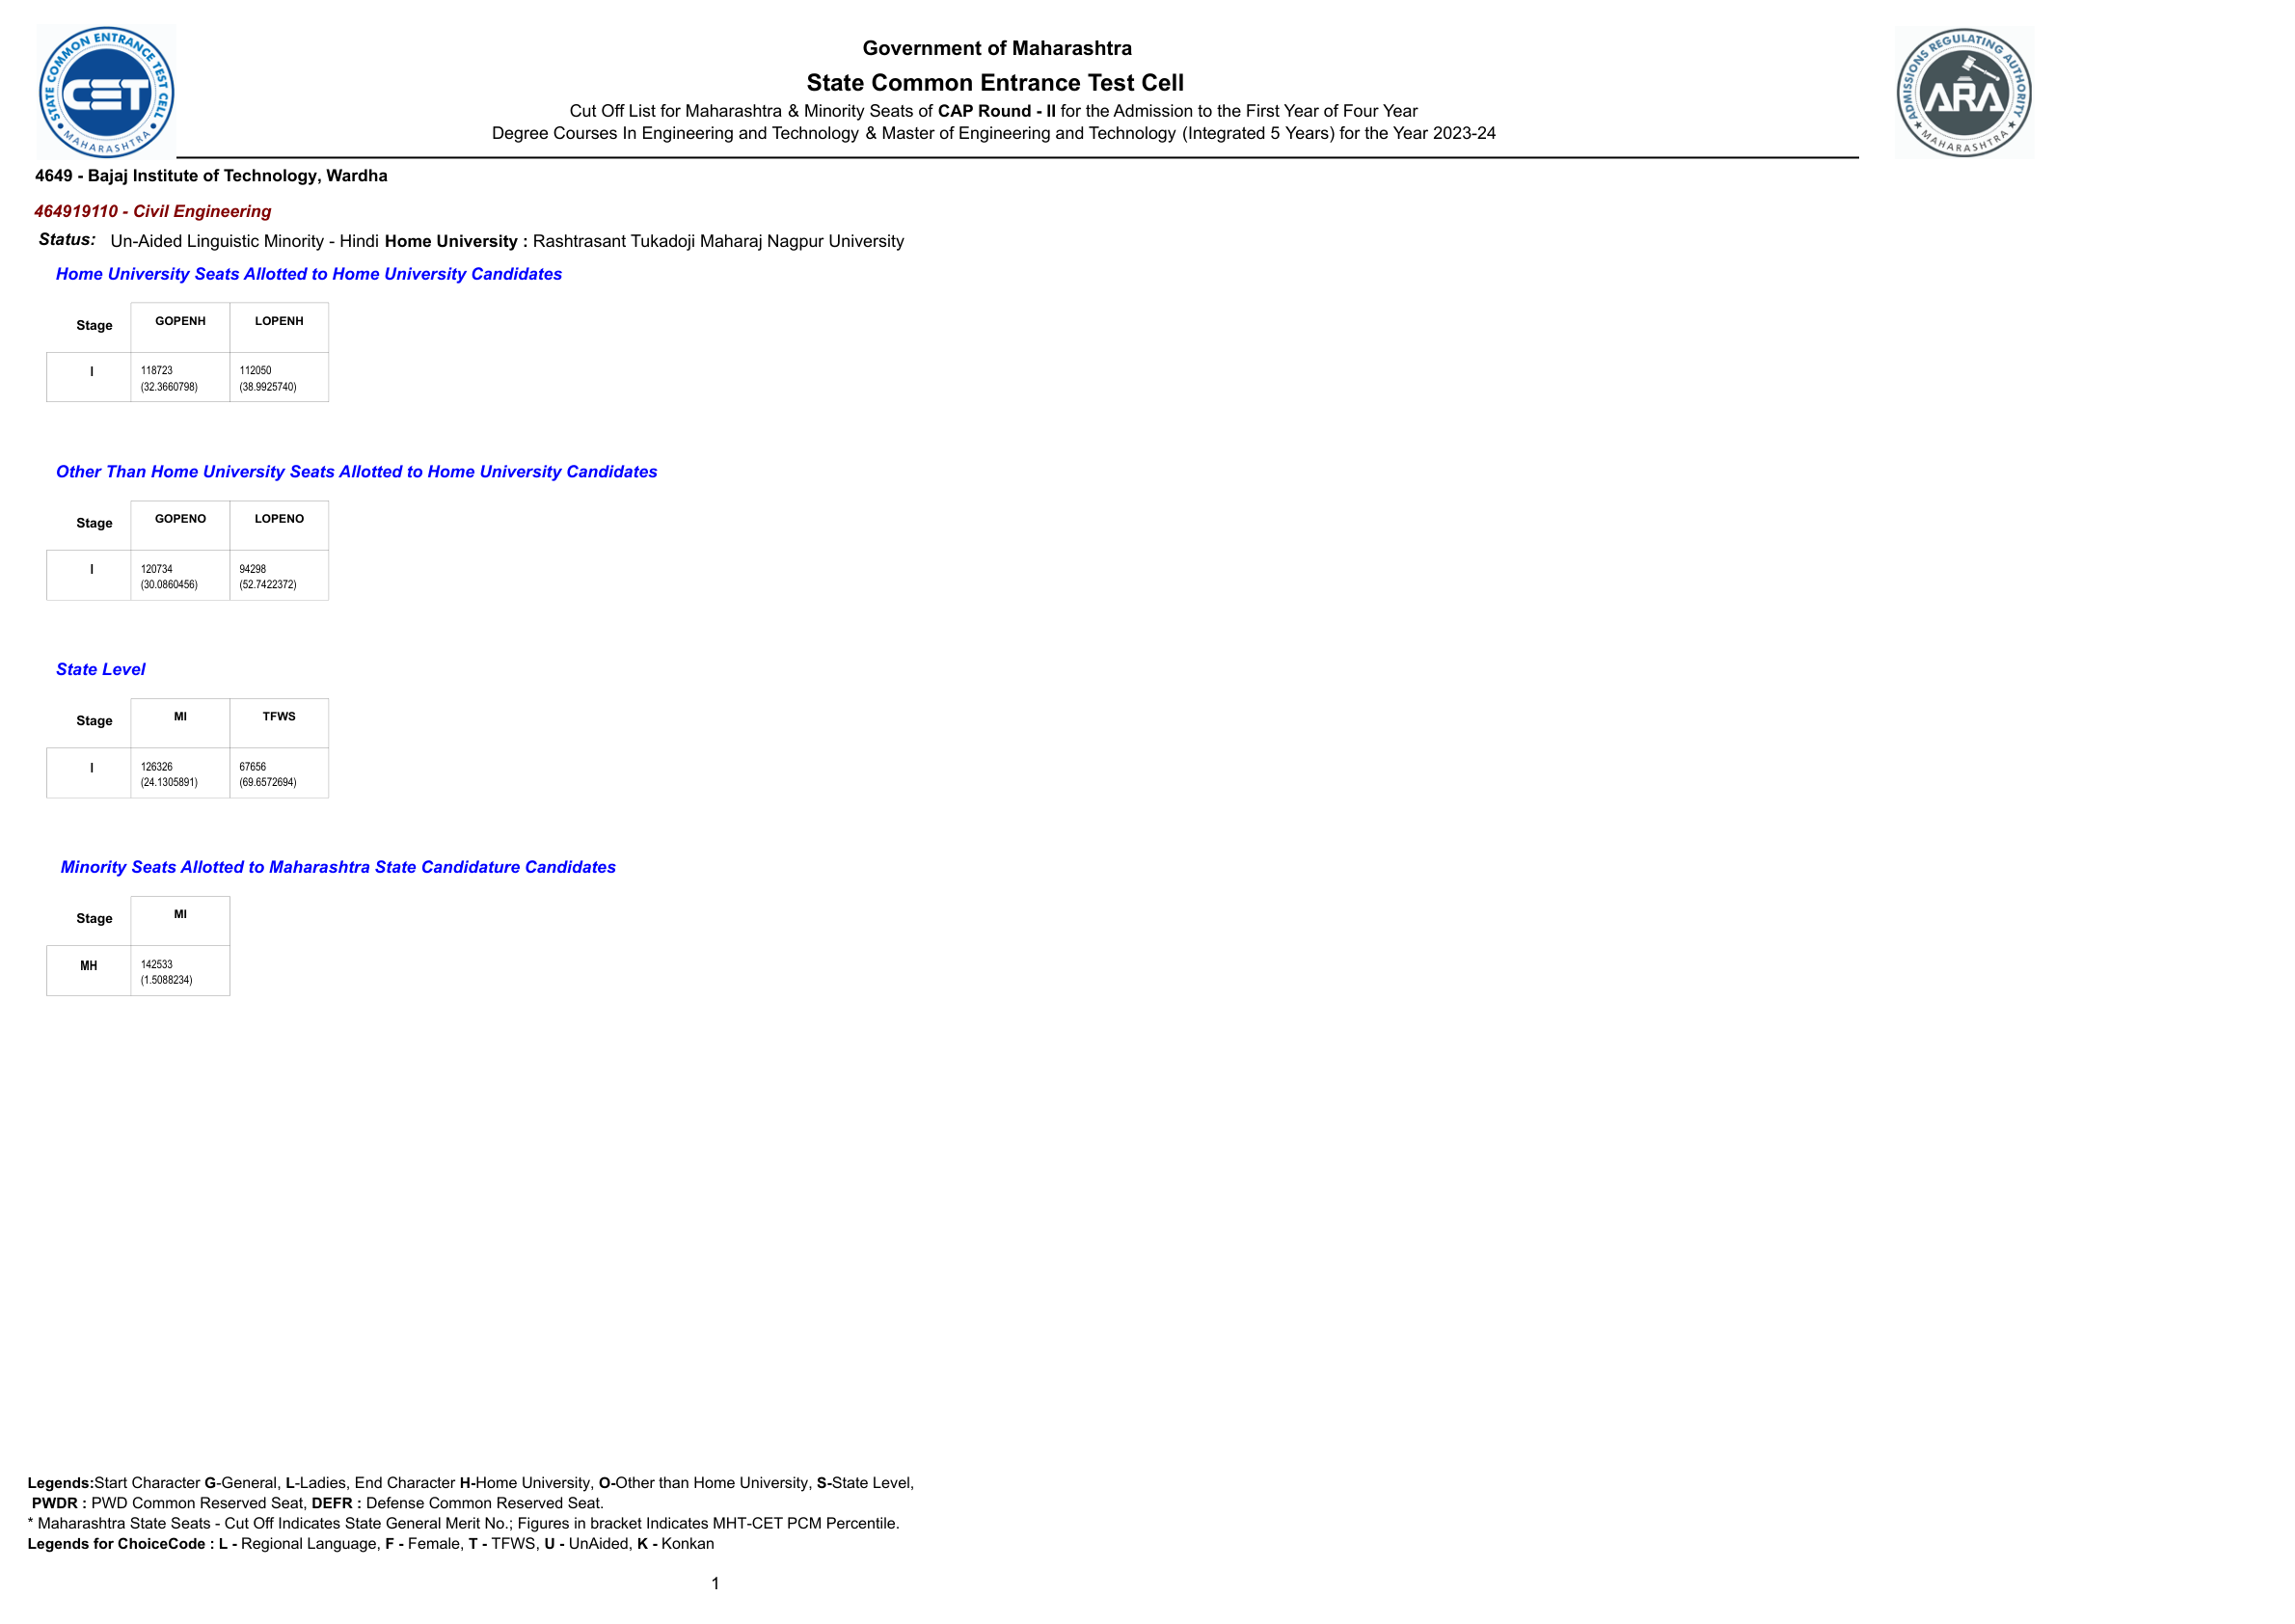 STATE COMMON ENTRANCE TEST CELL
CET
MAHARASHTRA
Government of Maharashtra
State Common Entrance Test Cell
Cut Off List for Maharashtra & Minority Seats of CAP Round - II for the Admission to the First Year of Four Year
Degree Courses In Engineering and Technology & Master of Engineering and Technology (Integrated 5 Years) for the Year 2023-24
ADMISSIONS REGULATING AUTHORITY
ARA
MAHARASHTRA
4649 - Bajaj Institute of Technology, Wardha
464919110 - Civil Engineering
Status: Un-Aided Linguistic Minority - Hindi Home University : Rashtrasant Tukadoji Maharaj Nagpur University
Home University Seats Allotted to Home University Candidates
Stage GOPENH LOPENH
I 118723 112050
(32.3660798) (38.9925740)
Other Than Home University Seats Allotted to Home University Candidates
Stage GOPENO LOPENO
I 120734 94298
(30.0860456) (52.7422372)
State Level
Stage MI TFWS
I 126326 67656
(24.1305891) (69.6572694)
Minority Seats Allotted to Maharashtra State Candidature Candidates
Stage MI
MH 142533
(1.5088234)
Legends:Start Character G-General, L-Ladies, End Character H-Home University, O-Other than Home University, S-State Level,
PWDR : PWD Common Reserved Seat, DEFR : Defense Common Reserved Seat.
* Maharashtra State Seats - Cut Off Indicates State General Merit No.; Figures in bracket Indicates MHT-CET PCM Percentile.
Legends for ChoiceCode : L - Regional Language, F - Female, T - TFWS, U - UnAided, K - Konkan
1